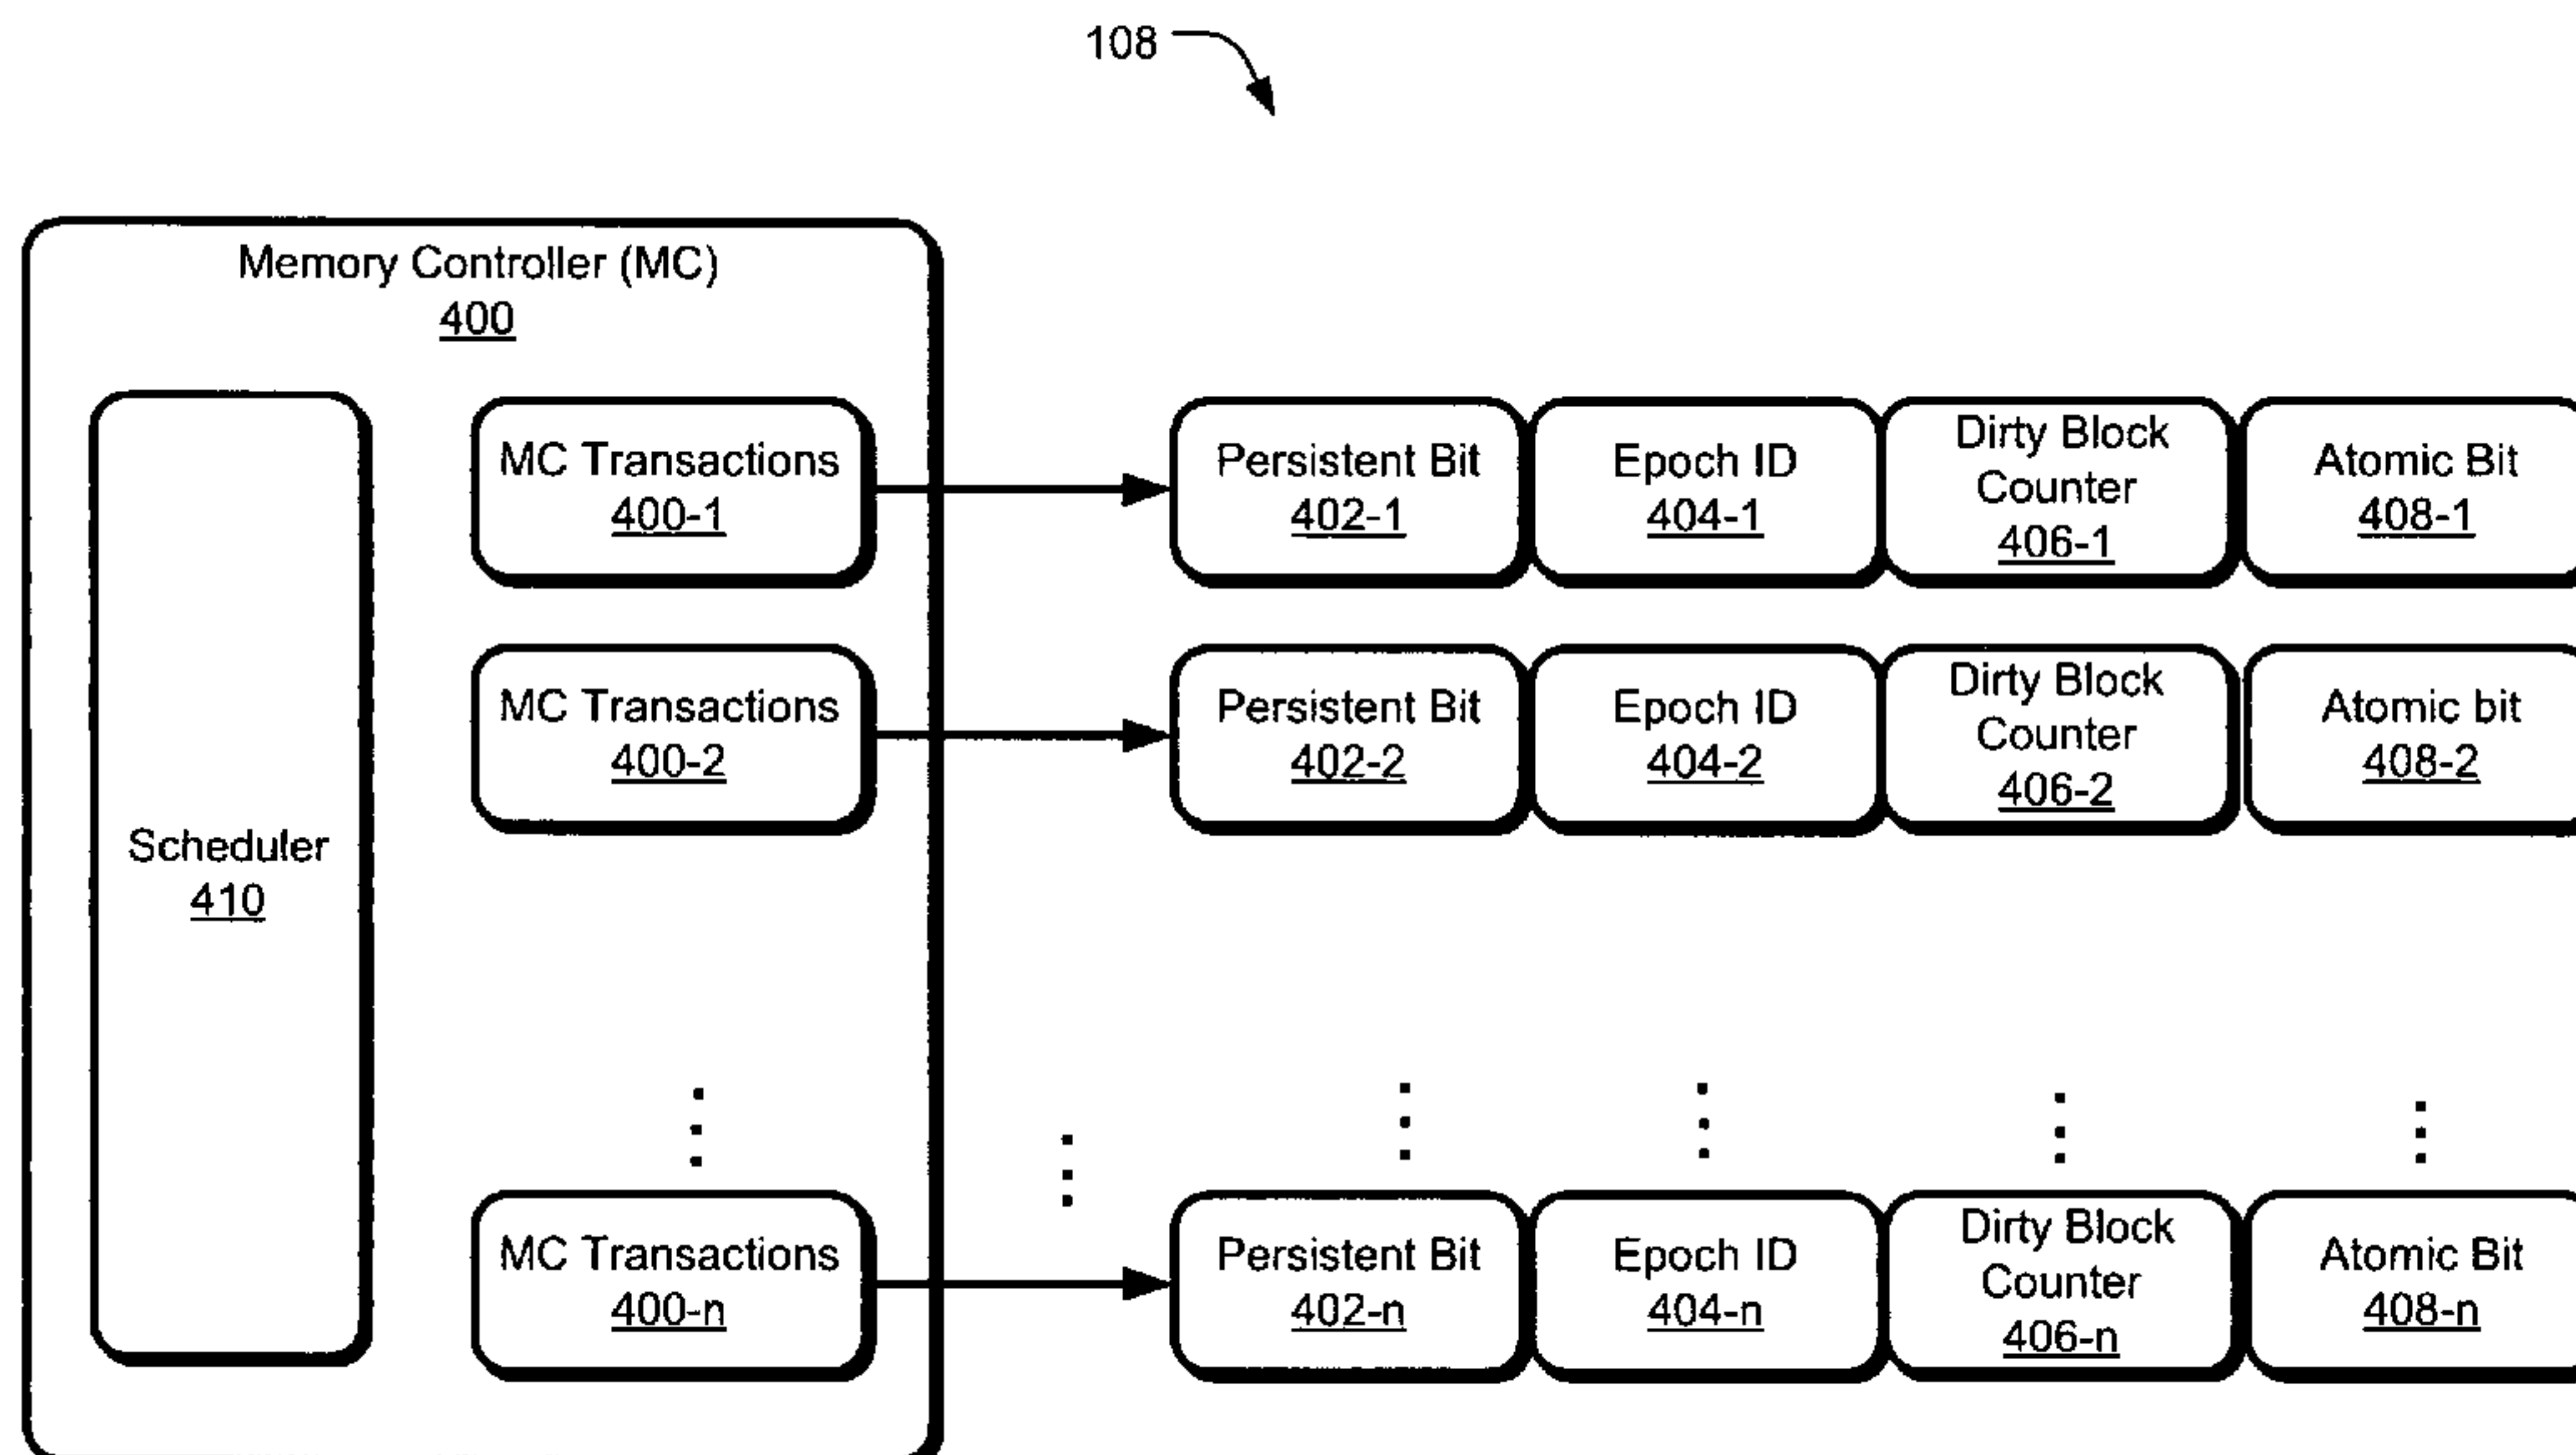 108
Memory Controller (MC)
400
Scheduler
410
MC Transactions
400-1
Persistent Bit
402-1
Epoch ID
404-1
Dirty Block
Counter
406-1
Atomic Bit
408-1
MC Transactions
400-2
Persistent Bit
402-2
Epoch ID
404-2
Dirty Block
Counter
406-2
Atomic bit
408-2
MC Transactions
400-n
Persistent Bit
402-n
Epoch ID
404-n
Dirty Block
Counter
406-n
Atomic Bit
408-n